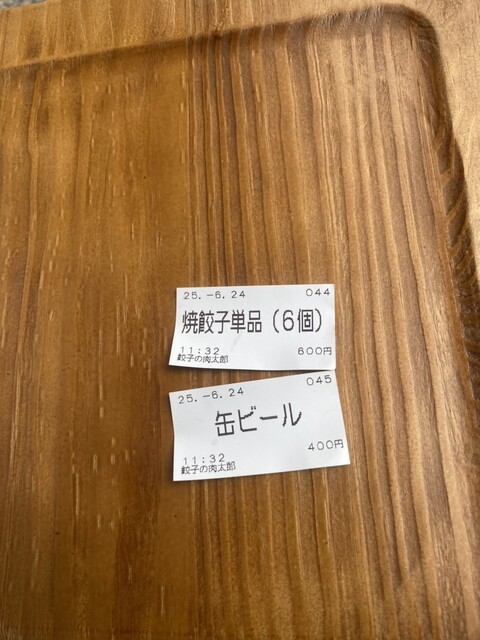 25.-6.24 044
焼餃子単品（6個）
11:32 600円
餃子の肉太郎
25.-6.24 045
缶ビール
400円
11:32
餃子の肉太郎